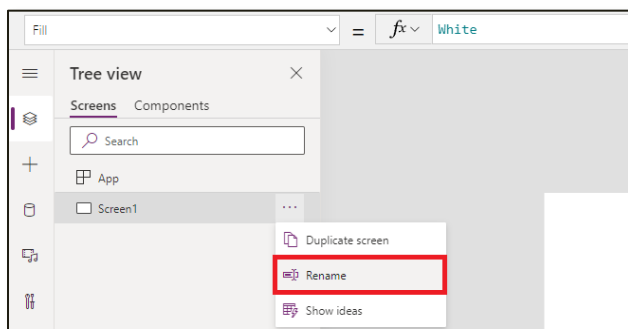 Fill = fx White
Tree view
Screens Components
Search
App
Screen1 ...
Duplicate screen
Rename
Show ideas